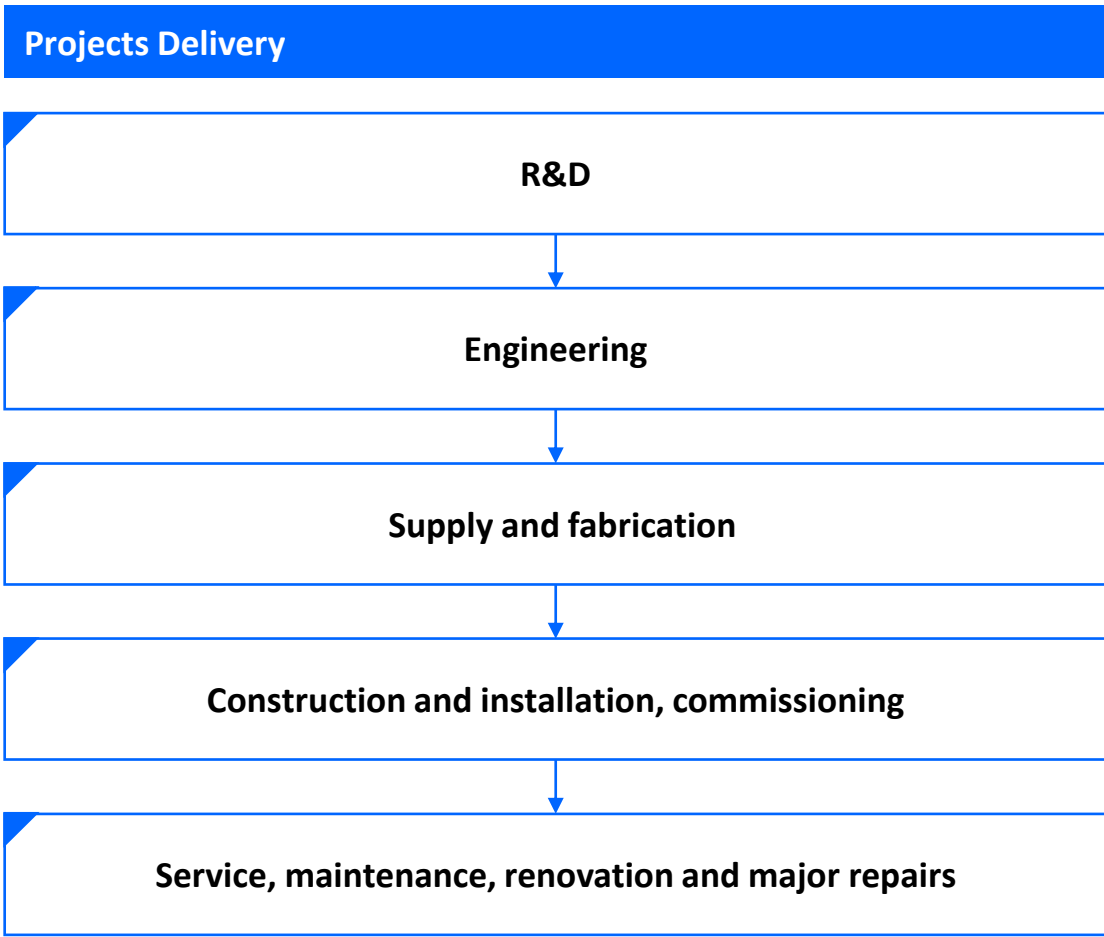 Projects Delivery
R&D
Engineering
Supply and fabrication
Construction and installation, commissioning
Service, maintenance, renovation and major repairs